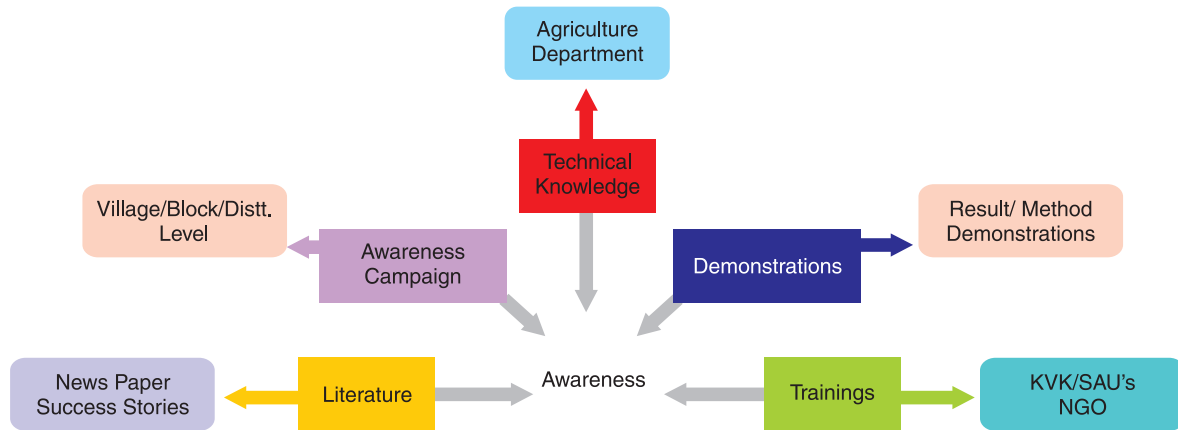 Agriculture
Department
Technical
Knowledge
Village/Block/Distt.
Level
Awareness
Campaign
Demonstrations
Result/ Method
Demonstrations
News Paper
Success Stories
Literature
Awareness
Trainings
KVK/SAU's
NGO